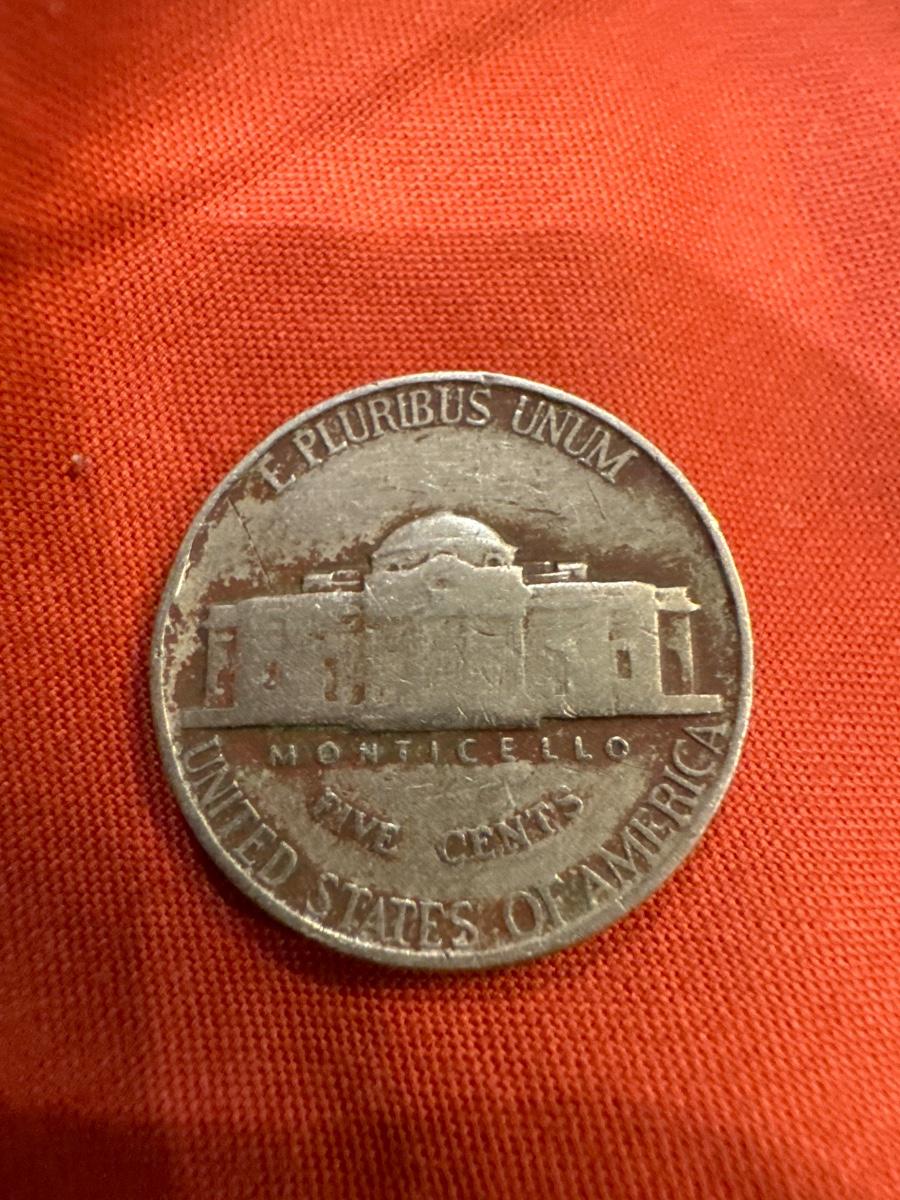 E PLURIBUS UNUM
MONTICELLO
FIVE CENTS
UNITED STATES OF AMERICA